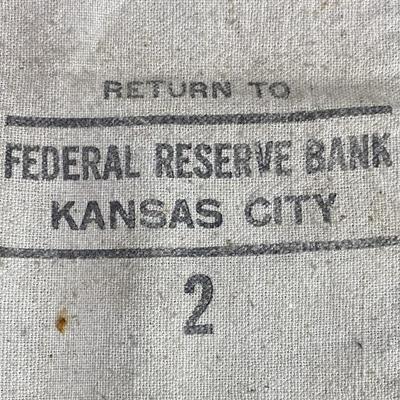 RETURN TO
FEDERAL RESERVE BANK
KANSAS CITY.
2